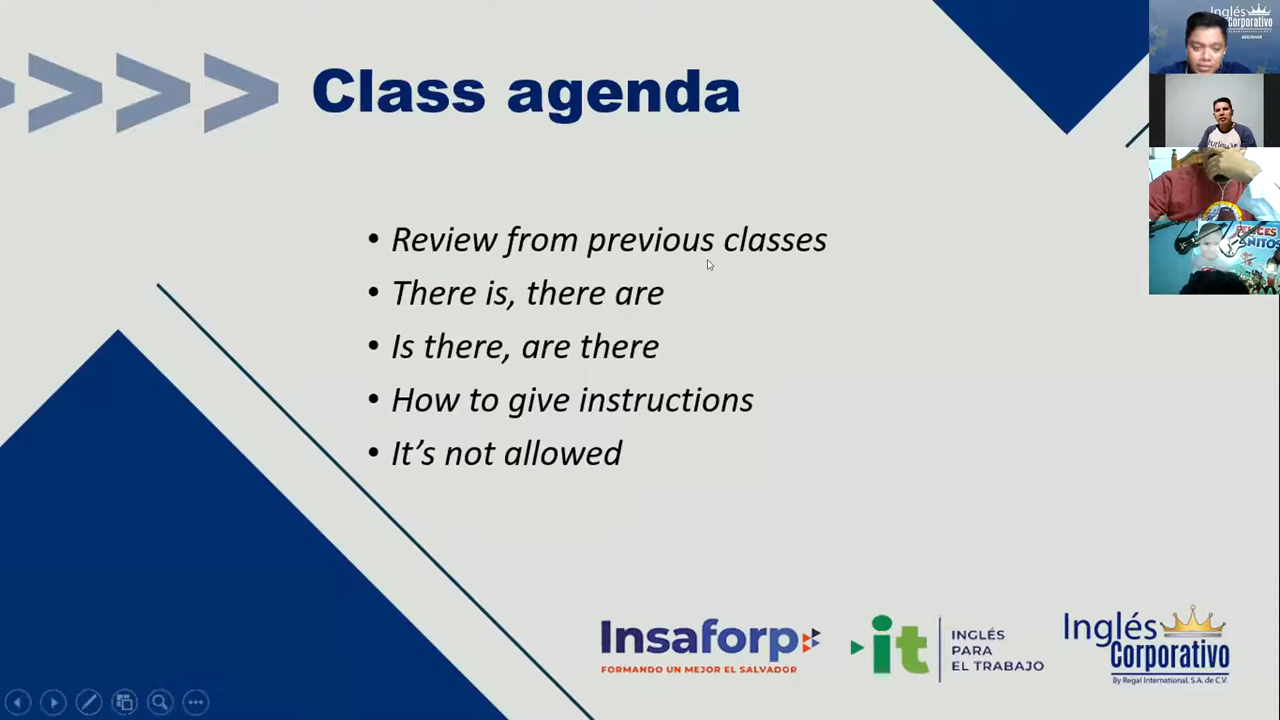 Class agenda
• Review from previous classes
• There is, there are
• Is there, are there
• How to give instructions
• It's not allowed
Insaforp
FORMANDO UN MEJOR EL SALVADOR
it
INGLÉS
PARA
EL TRABAJO
Inglés
Corporativo
By Regal International, S.A. de C.V.
Inglés
Corporativo